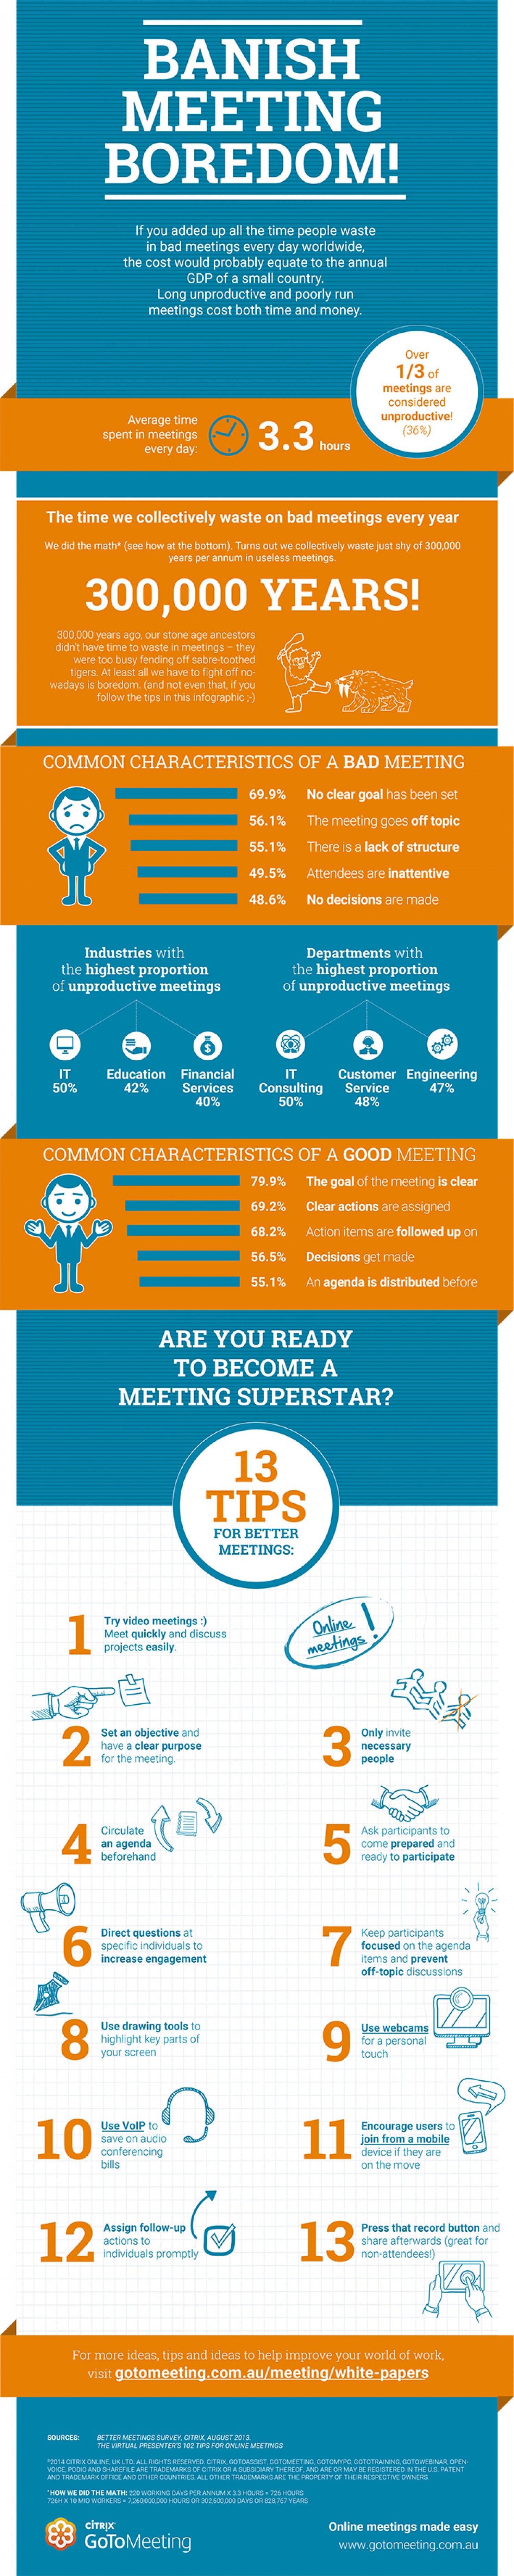 BANISH
MEETING
BOREDOM!
If you added up all the time people waste
in bad meetings every day worldwide,
the cost would probably equate to the annual
GDP of a small country.
Long unproductive and poorly run
meetings cost both time and money.
Over
1/3 of
meetings are
considered
unproductive!
(36%)
Average time
spent in meetings
every day:
3.3 hours
The time we collectively waste on bad meetings every year
We did the math* (see how at the bottom). Turns out we collectively waste just shy of 300,000
years per annum in useless meetings.
300,000 YEARS!
300,000 years ago, our stone age ancestors
didn't have time to waste in meetings – they
were too busy fending off sabre-toothed
tigers. At least all we have to fight off no-
wadays is boredom. (and not even that, if you
follow the tips in this infographic ;-)
COMMON CHARACTERISTICS OF A BAD MEETING
69.9% No clear goal has been set
56.1% The meeting goes off topic
55.1% There is a lack of structure
49.5% Attendees are inattentive
48.6% No decisions are made
Industries with
the highest proportion
of unproductive meetings
IT
50%
Education
42%
Financial
Services
40%
Departments with
the highest proportion
of unproductive meetings
IT
Consulting
50%
Customer
Service
48%
Engineering
47%
COMMON CHARACTERISTICS OF A GOOD MEETING
79.9% The goal of the meeting is clear
69.2% Clear actions are assigned
68.2% Action items are followed up on
56.5% Decisions get made
55.1% An agenda is distributed before
ARE YOU READY
TO BECOME A
MEETING SUPERSTAR?
13
TIPS
FOR BETTER
MEETINGS:
1
Try video meetings :)
Meet quickly and discuss
projects easily.
Online
meetings!
2
Set an objective and
have a clear purpose
for the meeting.
3
Only invite
necessary
people
4
Circulate
an agenda
beforehand
5
Ask participants to
come prepared and
ready to participate
6
Direct questions at
specific individuals to
increase engagement
7
Keep participants
focused on the agenda
items and prevent
off-topic discussions
8
Use drawing tools to
highlight key parts of
your screen
9
Use webcams
for a personal
touch
10
Use VoIP to
save on audio
conferencing
bills
11
Encourage users to
join from a mobile
device if they are
on the move
12
Assign follow-up
actions to
individuals promptly
13
Press that record button and
share afterwards (great for
non-attendees!)
For more ideas, tips and ideas to help improve your world of work,
visit gotomeeting.com.au/meeting/white-papers
SOURCES: BETTER MEETINGS SURVEY, CITRIX, AUGUST 2013.
THE VIRTUAL PRESENTER'S 102 TIPS FOR ONLINE MEETINGS
©2014 CITRIX ONLINE, UK LTD. ALL RIGHTS RESERVED. CITRIX, GOTOASSIST, GOTOMEETING, GOTOMYPC, GOTOTRAINING, GOTOWEBINAR, OPEN-
VOICE, PODIO AND SHAREFILE ARE TRADEMARKS OF CITRIX OR A SUBSIDIARY THEREOF, AND ARE OR MAY BE REGISTERED IN THE U.S. PATENT
AND TRADEMARK OFFICE AND OTHER COUNTRIES. ALL OTHER TRADEMARKS ARE THE PROPERTY OF THEIR RESPECTIVE OWNERS.
*HOW WE DID THE MATH: 220 WORKING DAYS PER ANNUM X 3.3 HOURS = 726 HOURS
726H X 10 MIO WORKERS = 7,260,000,000 HOURS OR 302,500,000 DAYS OR 828,767 YEARS
CITRIX
GoToMeeting
Online meetings made easy
www.gotomeeting.com.au